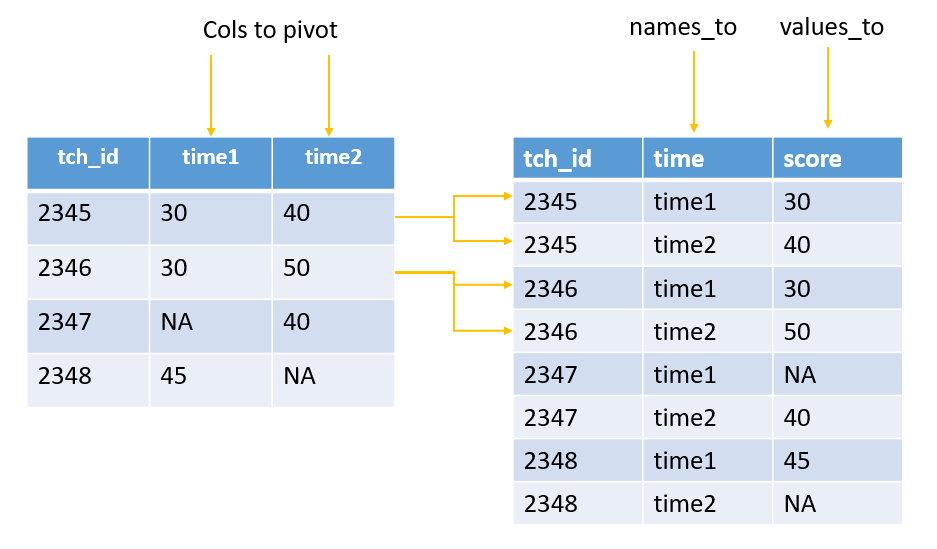 Cols to pivot
tch_id time1 time2
2345 30 40
2346 30 50
2347 NA 40
2348 45 NA
names_to values_to
tch_id time score
2345 time1 30
2345 time2 40
2346 time1 30
2346 time2 50
2347 time1 NA
2347 time2 40
2348 time1 45
2348 time2 NA